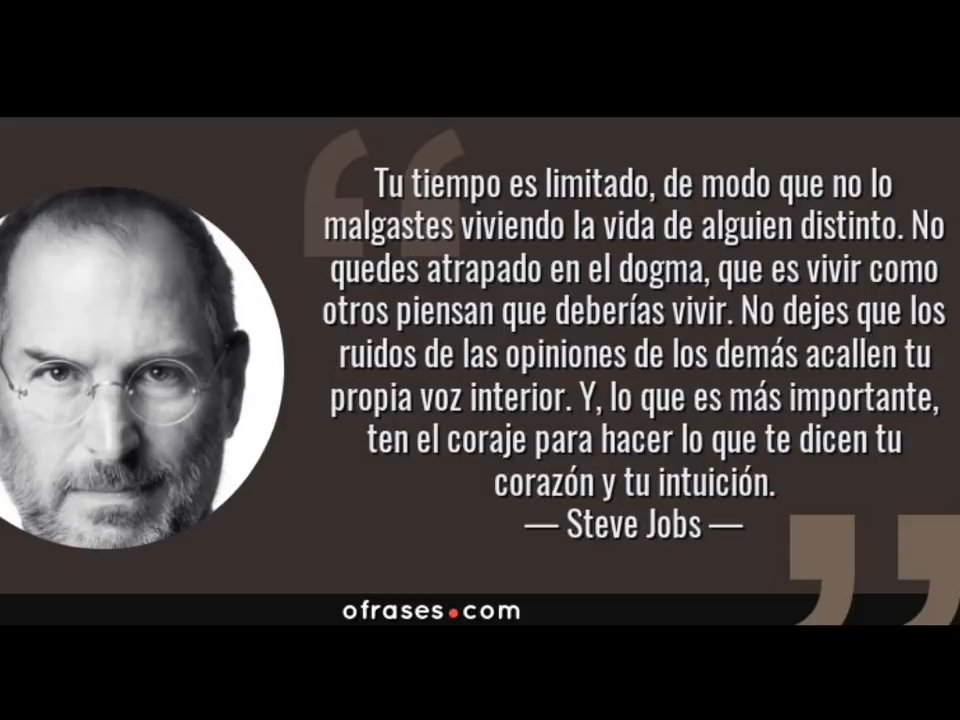 Tu tiempo es limitado, de modo que no lo
malgastes viviendo la vida de alguien distinto. No
quedes atrapado en el dogma, que es vivir como
otros piensan que deberías vivir. No dejes que los
ruidos de las opiniones de los demás acallen tu
propia voz interior. Y, lo que es más importante,
ten el coraje para hacer lo que te dicen tu
corazón y tu intuición.
— Steve Jobs —
ofrases.com